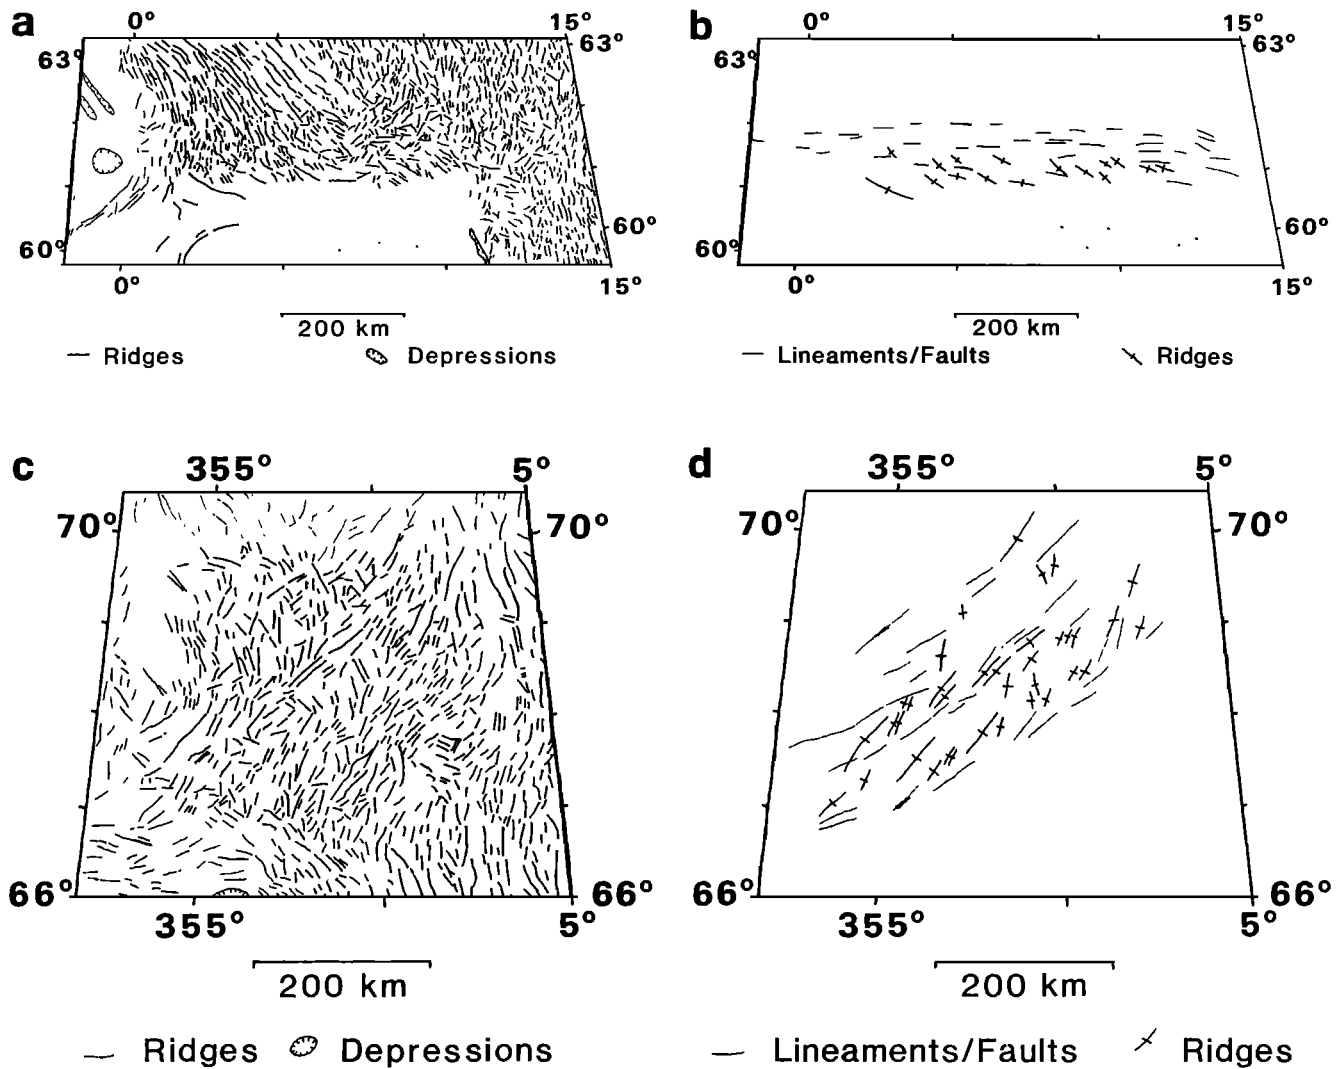 a
0° 15°
63° 63°
60° 60°
0° 15°
200 km
Ridges Depressions
b
0° 15°
63° 63°
60° 60°
0° 15°
200 km
Lineaments/Faults Ridges
c
355° 5°
70° 70°
66° 66°
355° 5°
200 km
Ridges Depressions
d
355° 5°
70° 70°
66° 66°
355° 5°
200 km
Lineaments/Faults Ridges